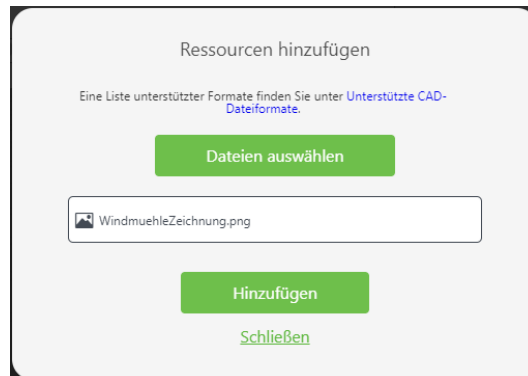 Ressourcen hinzufügen
Eine Liste unterstützter Formate finden Sie unter Unterstützte CAD-
Dateiformate.
Dateien auswählen
WindmuehleZeichnung.png
Hinzufügen
Schließen